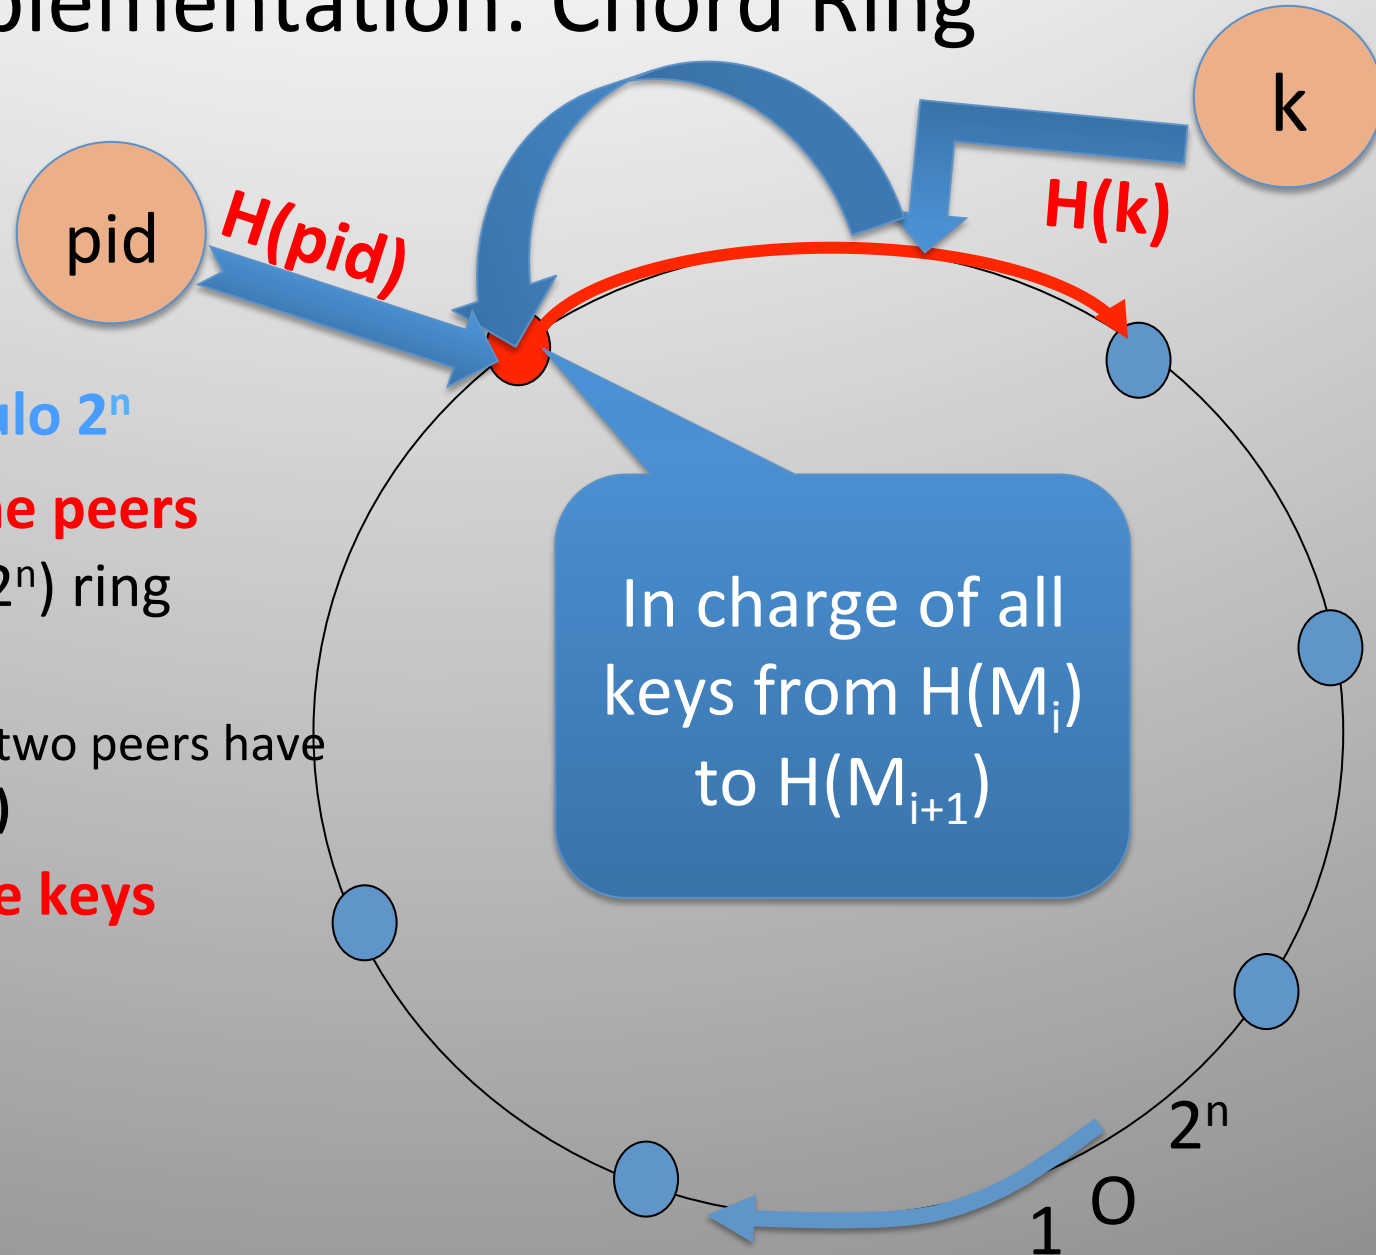 plementation: Chord Ring
k
H(k)
pid
H(pid)
ulo 2ⁿ
ne peers
2ⁿ) ring
two peers have
)
e keys
In charge of all
keys from H(Mᵢ)
to H(Mᵢ₊₁)
2ⁿ
O
1